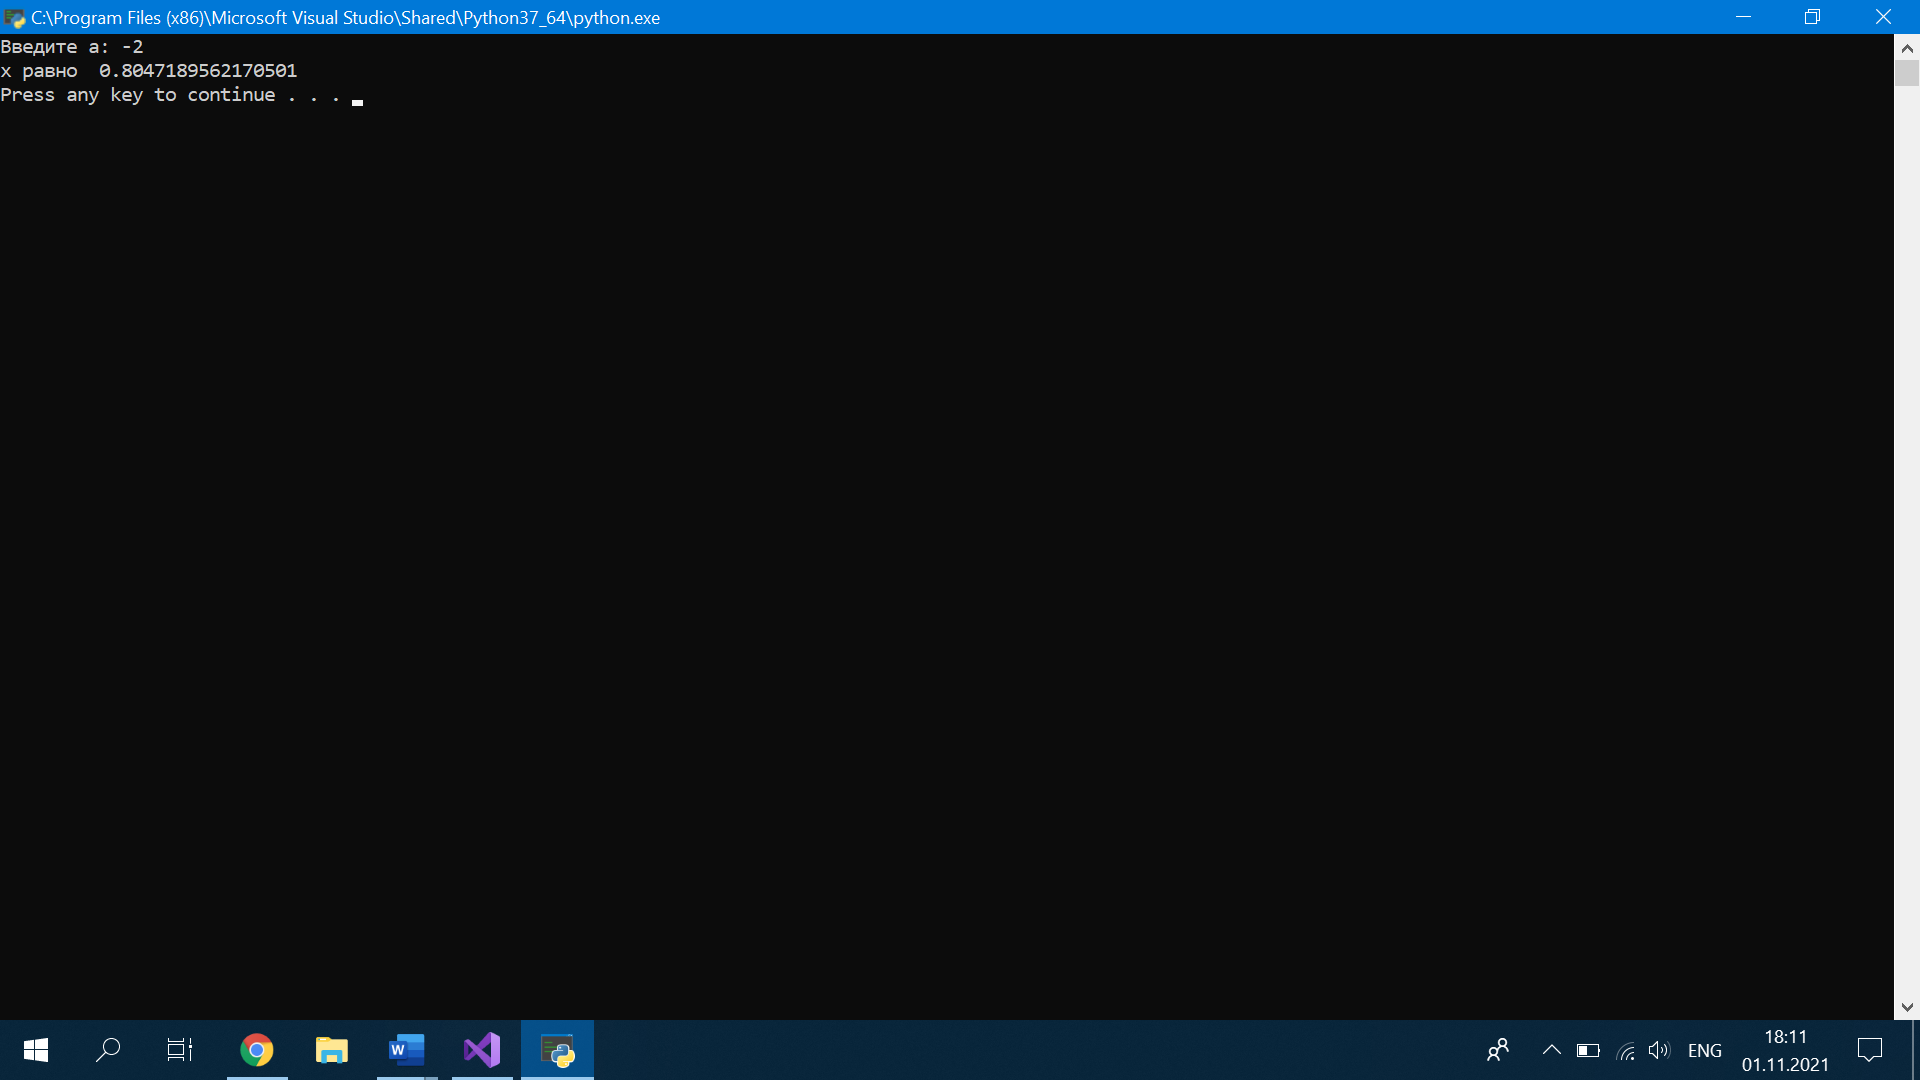 C:\Program Files (x86)\Microsoft Visual Studio\Shared\Python37_64\python.exe
Введите a: -2
x равно  0.8047189562170501
Press any key to continue . . .
W
ENG
18:11
01.11.2021